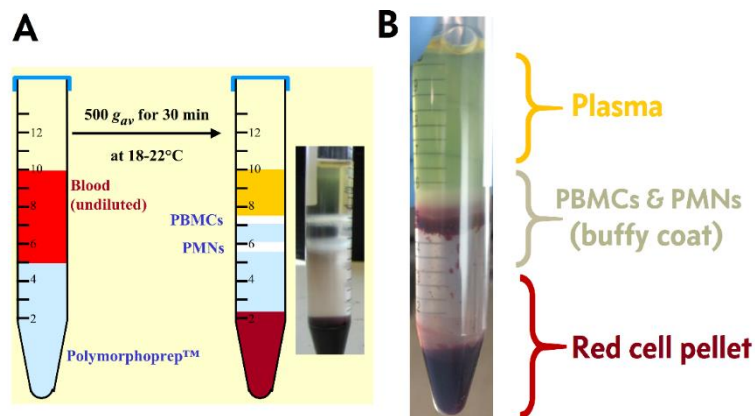 A
500 gav for 30 min
at 18-22°C
12
10
8
6
4
2
Blood
(undiluted)
Polymorphoprep™
12
10
8
6
4
2
PBMCs
PMNs
B
Plasma
PBMCs & PMNs
(buffy coat)
Red cell pellet